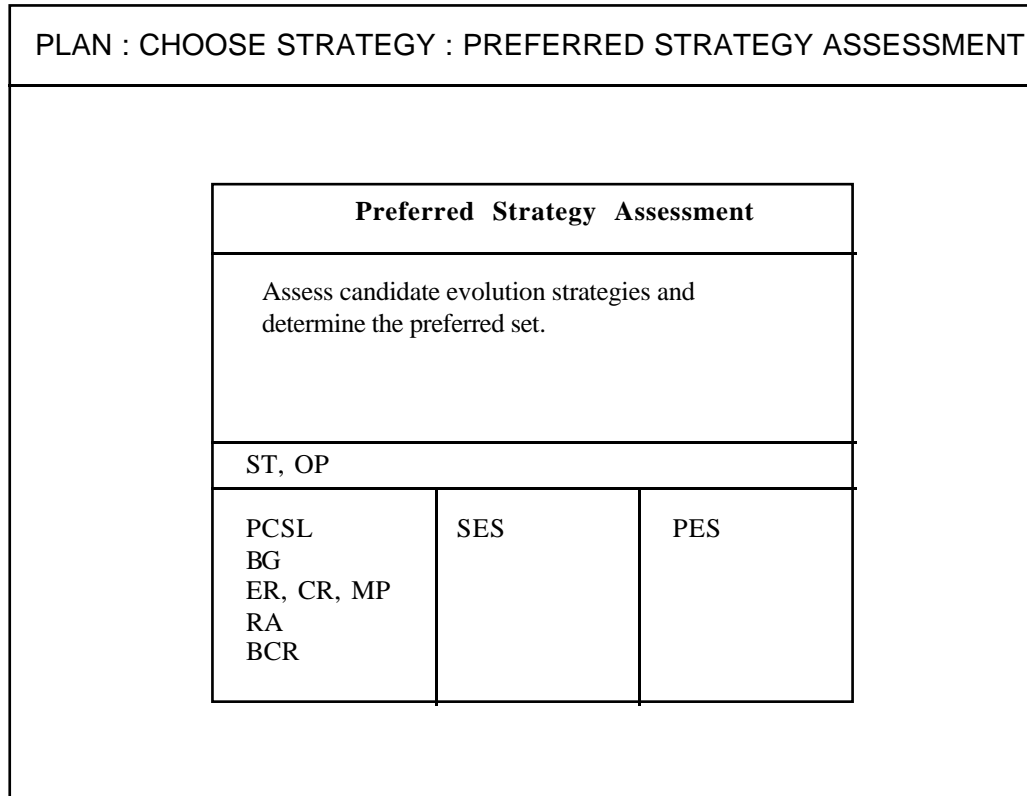 PLAN : CHOOSE STRATEGY : PREFERRED STRATEGY ASSESSMENT
Preferred Strategy Assessment
Assess candidate evolution strategies and
determine the preferred set.
ST, OP
PCSL SES PES
BG
ER, CR, MP
RA
BCR